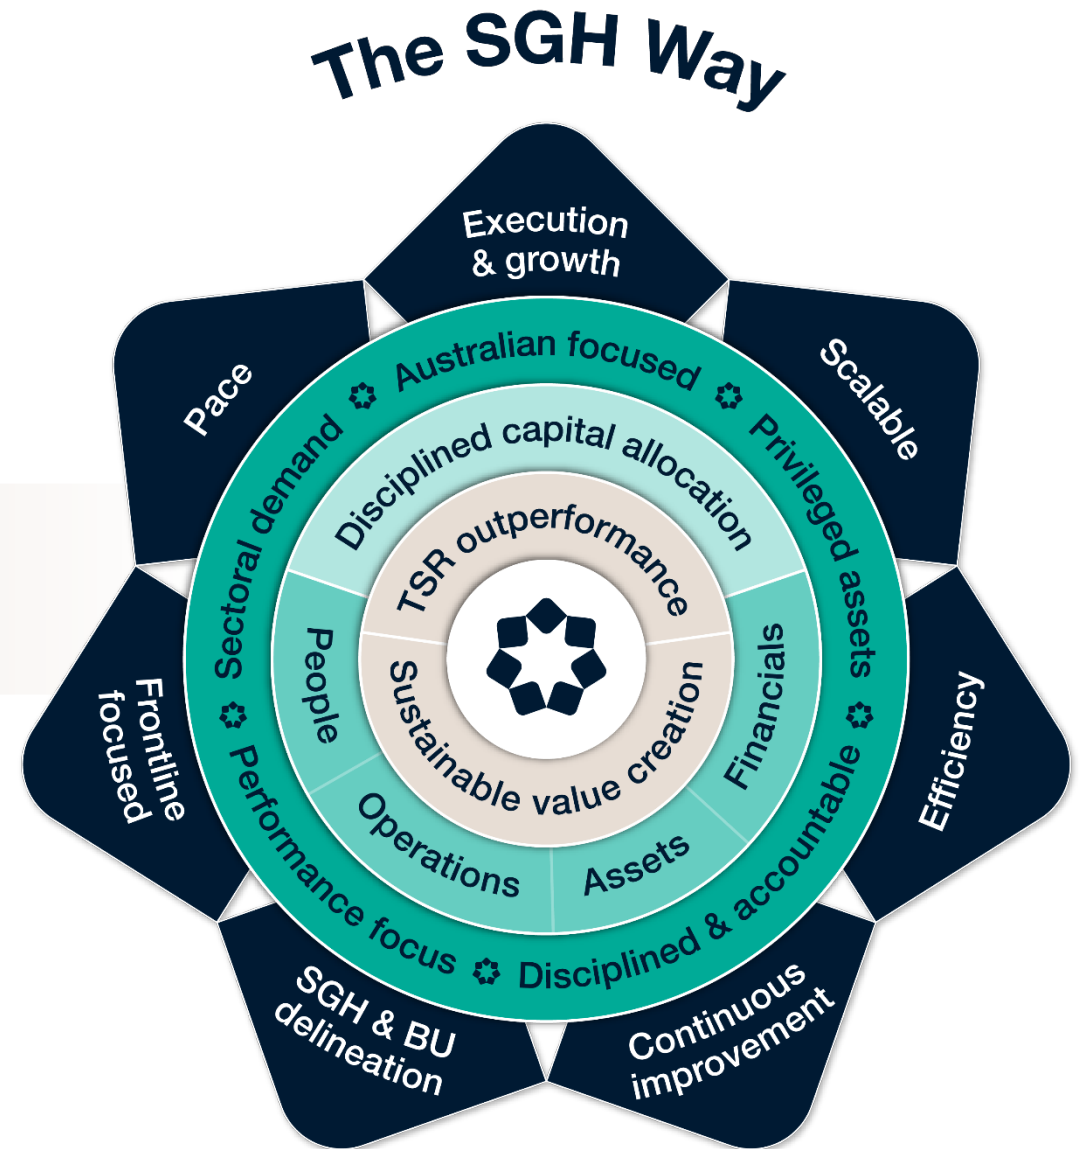 The SGH Way
Execution
& growth
Scalable
Efficiency
Continuous
improvement
SGH & BU
delineation
Frontline
focused
Pace
Australian focused
Privileged assets
Disciplined & accountable
Performance focus
Sectoral demand
Disciplined capital allocation
Financials
Assets
Operations
People
TSR outperformance
Sustainable value creation